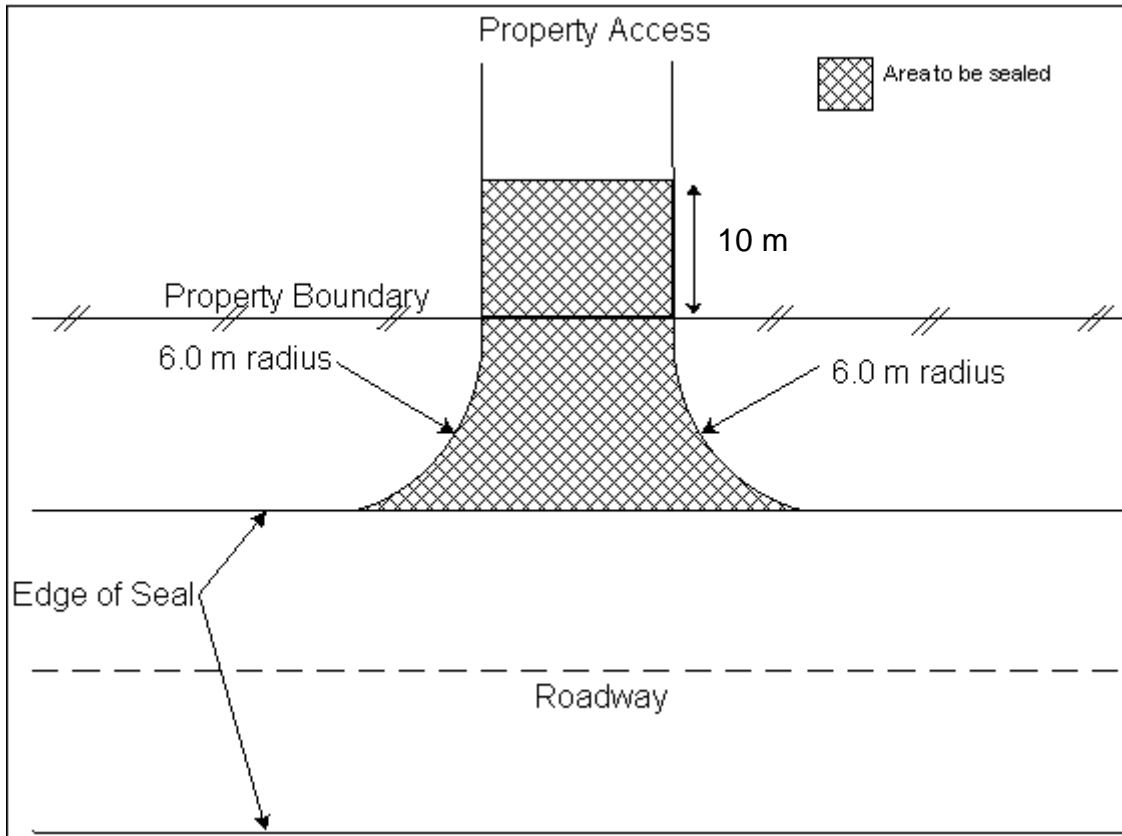 Property Access
Area to be sealed
10 m
Property Boundary
6.0 m radius
6.0 m radius
Edge of Seal
Roadway